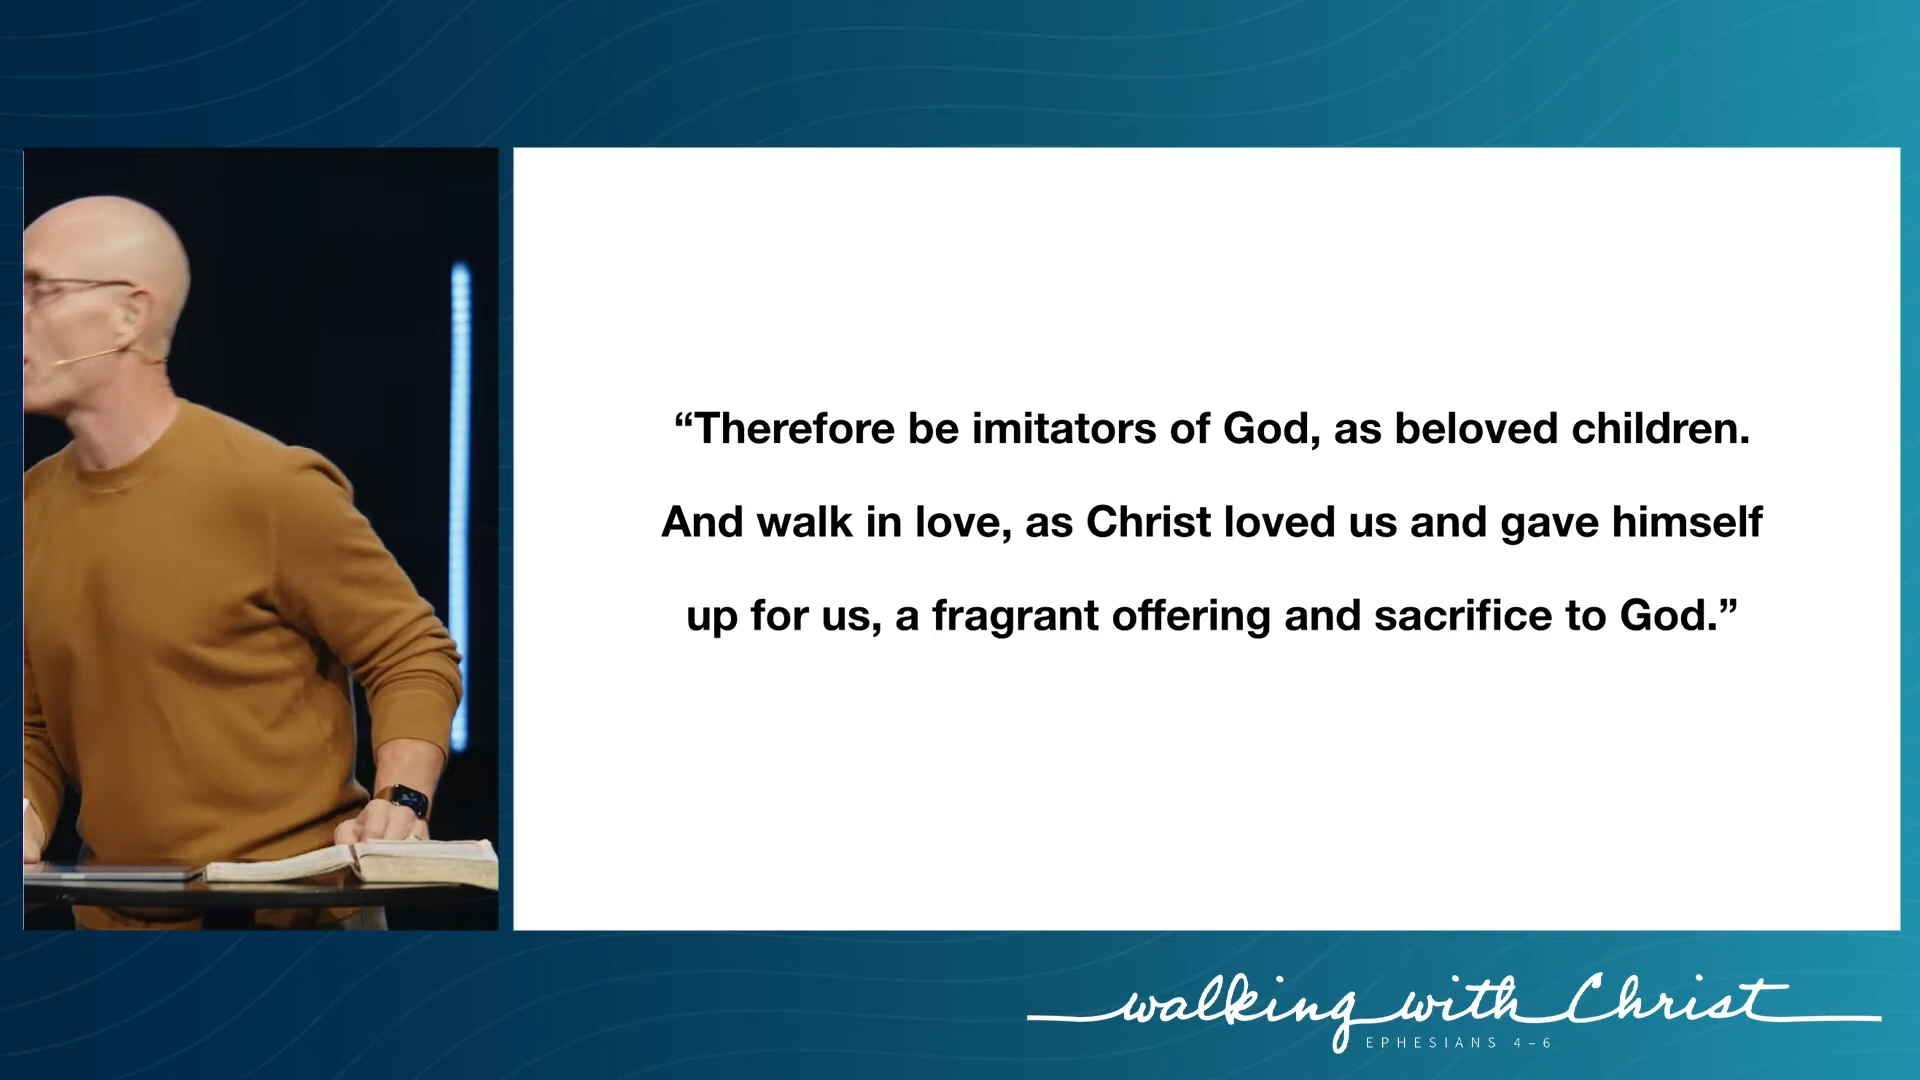 “Therefore be imitators of God, as beloved children.
And walk in love, as Christ loved us and gave himself
up for us, a fragrant offering and sacrifice to God.”
walking with Christ
EPHESIANS 4–6